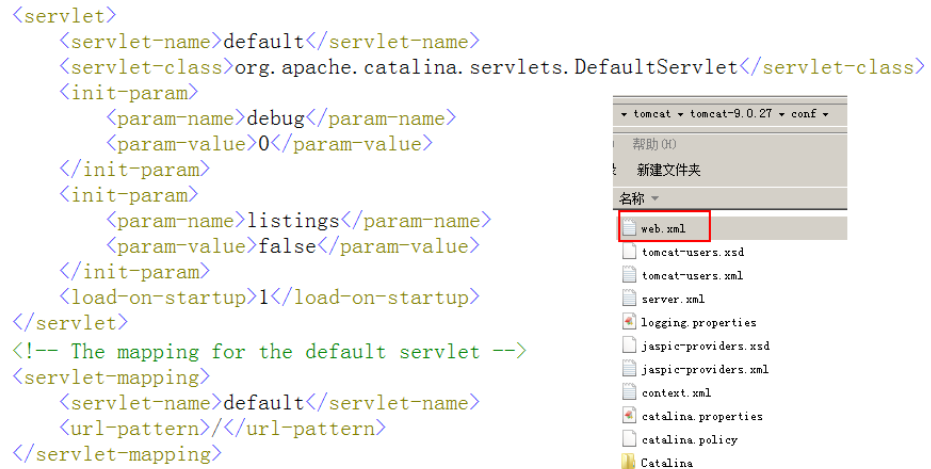 <servlet>
<servlet-name>default</servlet-name>
<servlet-class>org.apache.catalina.servlets.DefaultServlet</servlet-class>
<init-param>
<param-name>debug</param-name>
<param-value>0</param-value>
</init-param>
<init-param>
<param-name>listings</param-name>
<param-value>false</param-value>
</init-param>
<load-on-startup>1</load-on-startup>
</servlet>
<!-- The mapping for the default servlet -->
<servlet-mapping>
<servlet-name>default</servlet-name>
<url-pattern>/</url-pattern>
</servlet-mapping>
tomcat tomcat-9.0.27 conf
帮助(H)
新建文件夹
名称
web.xml
tomcat-users.xsd
tomcat-users.xml
server.xml
logging.properties
jaspic-providers.xsd
jaspic-providers.xml
context.xml
catalina.properties
catalina.policy
Catalina